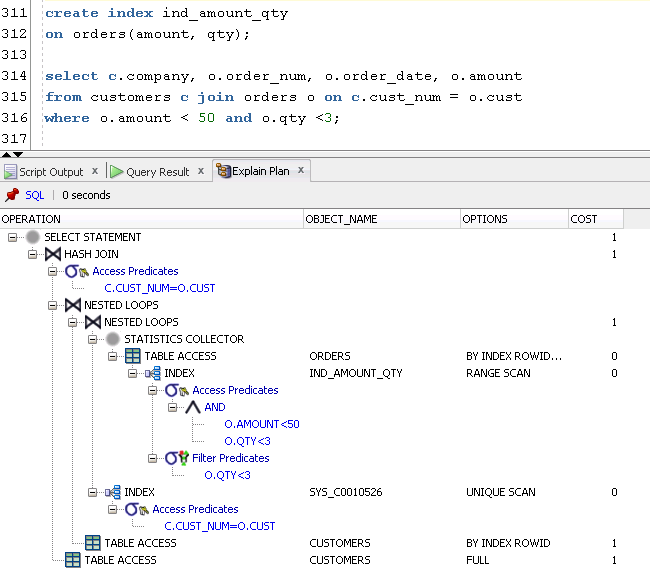 311 create index ind_amount_qty
312 on orders(amount, qty);
313
314 select c.company, o.order_num, o.order_date, o.amount
315 from customers c join orders o on c.cust_num = o.cust
316 where o.amount < 50 and o.qty <3;
317
Script Output x Query Result x Explain Plan x
SQL | 0 seconds
OPERATION OBJECT_NAME OPTIONS COST
SELECT STATEMENT 1
HASH JOIN 1
Access Predicates
C.CUST_NUM=O.CUST
NESTED LOOPS
NESTED LOOPS 1
STATISTICS COLLECTOR
TABLE ACCESS ORDERS BY INDEX ROWID... 0
INDEX IND_AMOUNT_QTY RANGE SCAN 0
Access Predicates
AND
O.AMOUNT<50
O.QTY<3
Filter Predicates
O.QTY<3
INDEX SYS_C0010526 UNIQUE SCAN 0
Access Predicates
C.CUST_NUM=O.CUST
TABLE ACCESS CUSTOMERS BY INDEX ROWID 1
TABLE ACCESS CUSTOMERS FULL 1